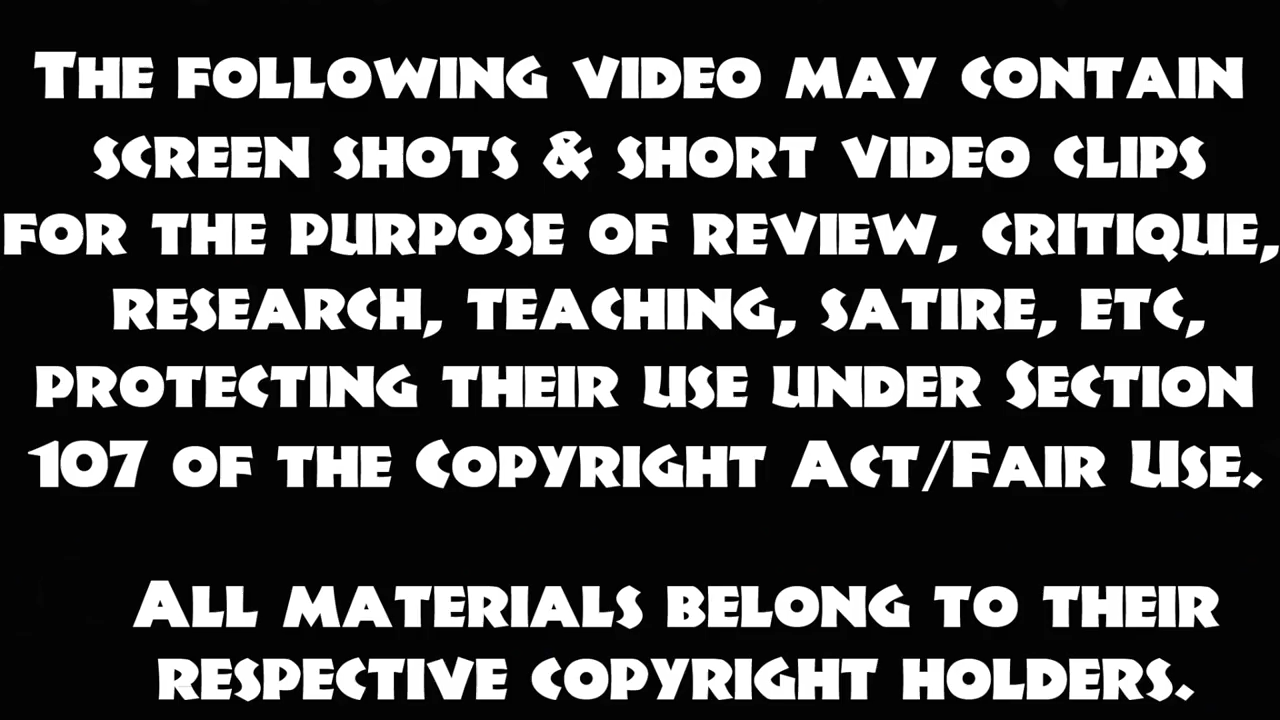 The following video may contain
screen shots & short video clips
for the purpose of review, critique,
research, teaching, satire, etc,
protecting their use under Section
107 of the Copyright Act/Fair Use.
All materials belong to their
respective copyright holders.